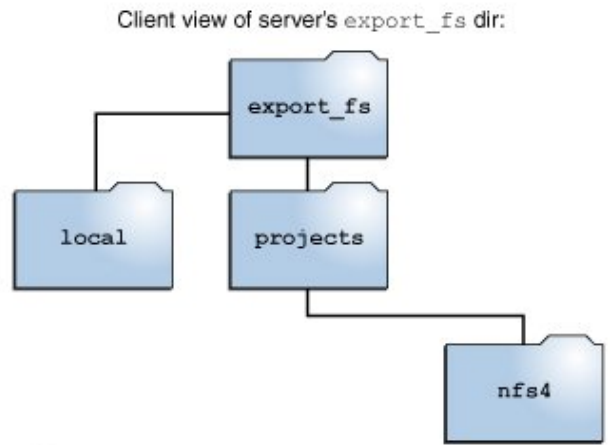 Client view of server's export_fs dir:
export_fs
local
projects
nfs4